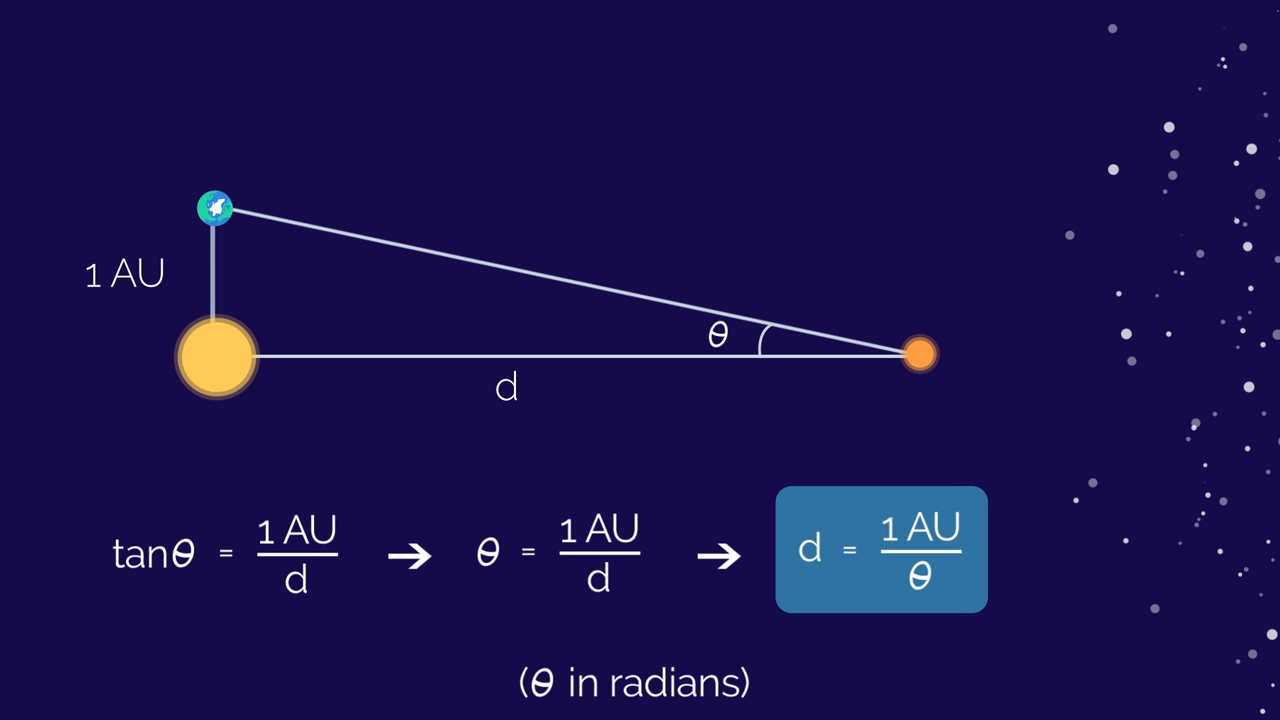 1 AU
θ
d
tanθ = 1 AU / d → θ = 1 AU / d → d = 1 AU / θ
(θ in radians)